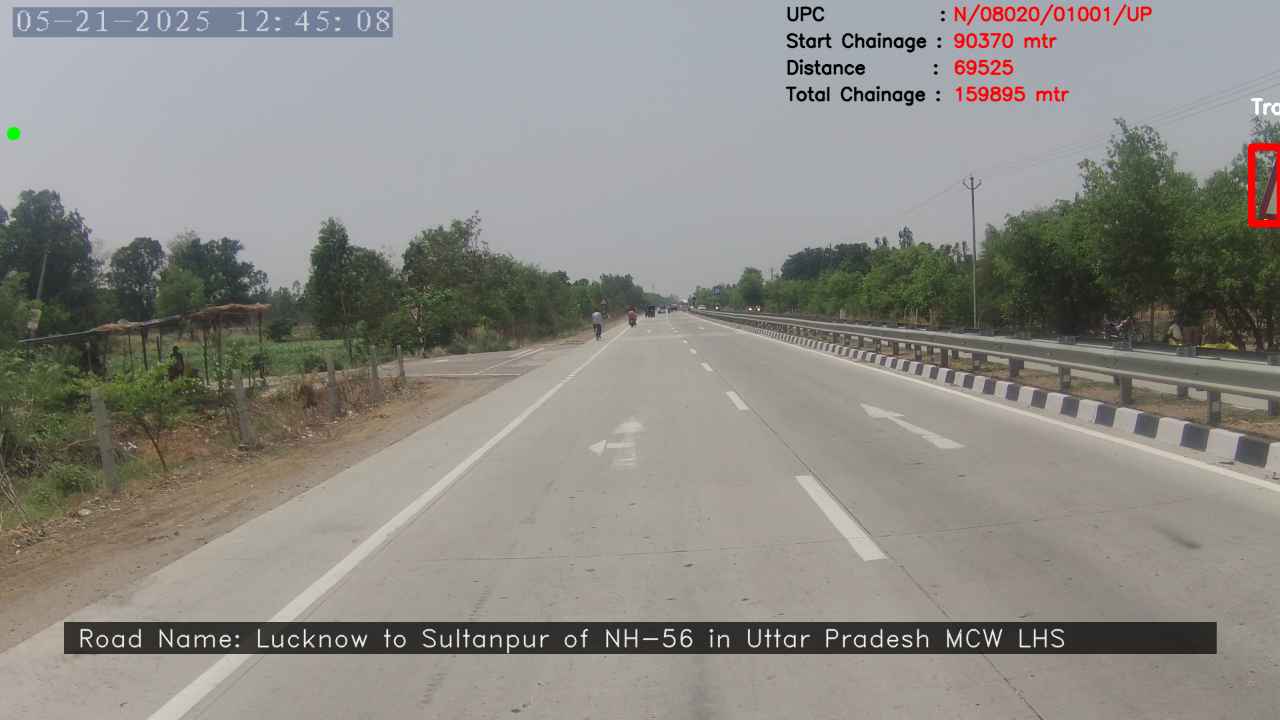 05-21-2025 12:45:08
UPC : N/08020/01001/UP
Start Chainage : 90370 mtr
Distance : 69525
Total Chainage : 159895 mtr
Road Name: Lucknow to Sultanpur of NH-56 in Uttar Pradesh MCW LHS